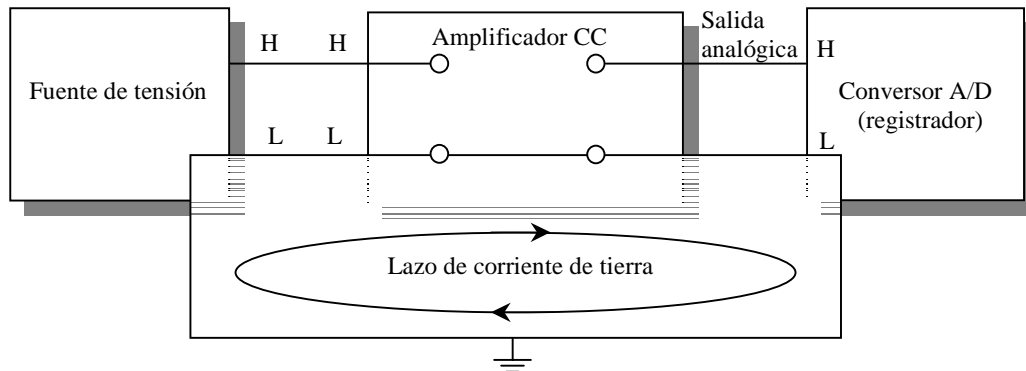 Fuente de tensión
H
H
L
L
Amplificador CC
Salida
analógica
H
L
Conversor A/D
(registrador)
Lazo de corriente de tierra